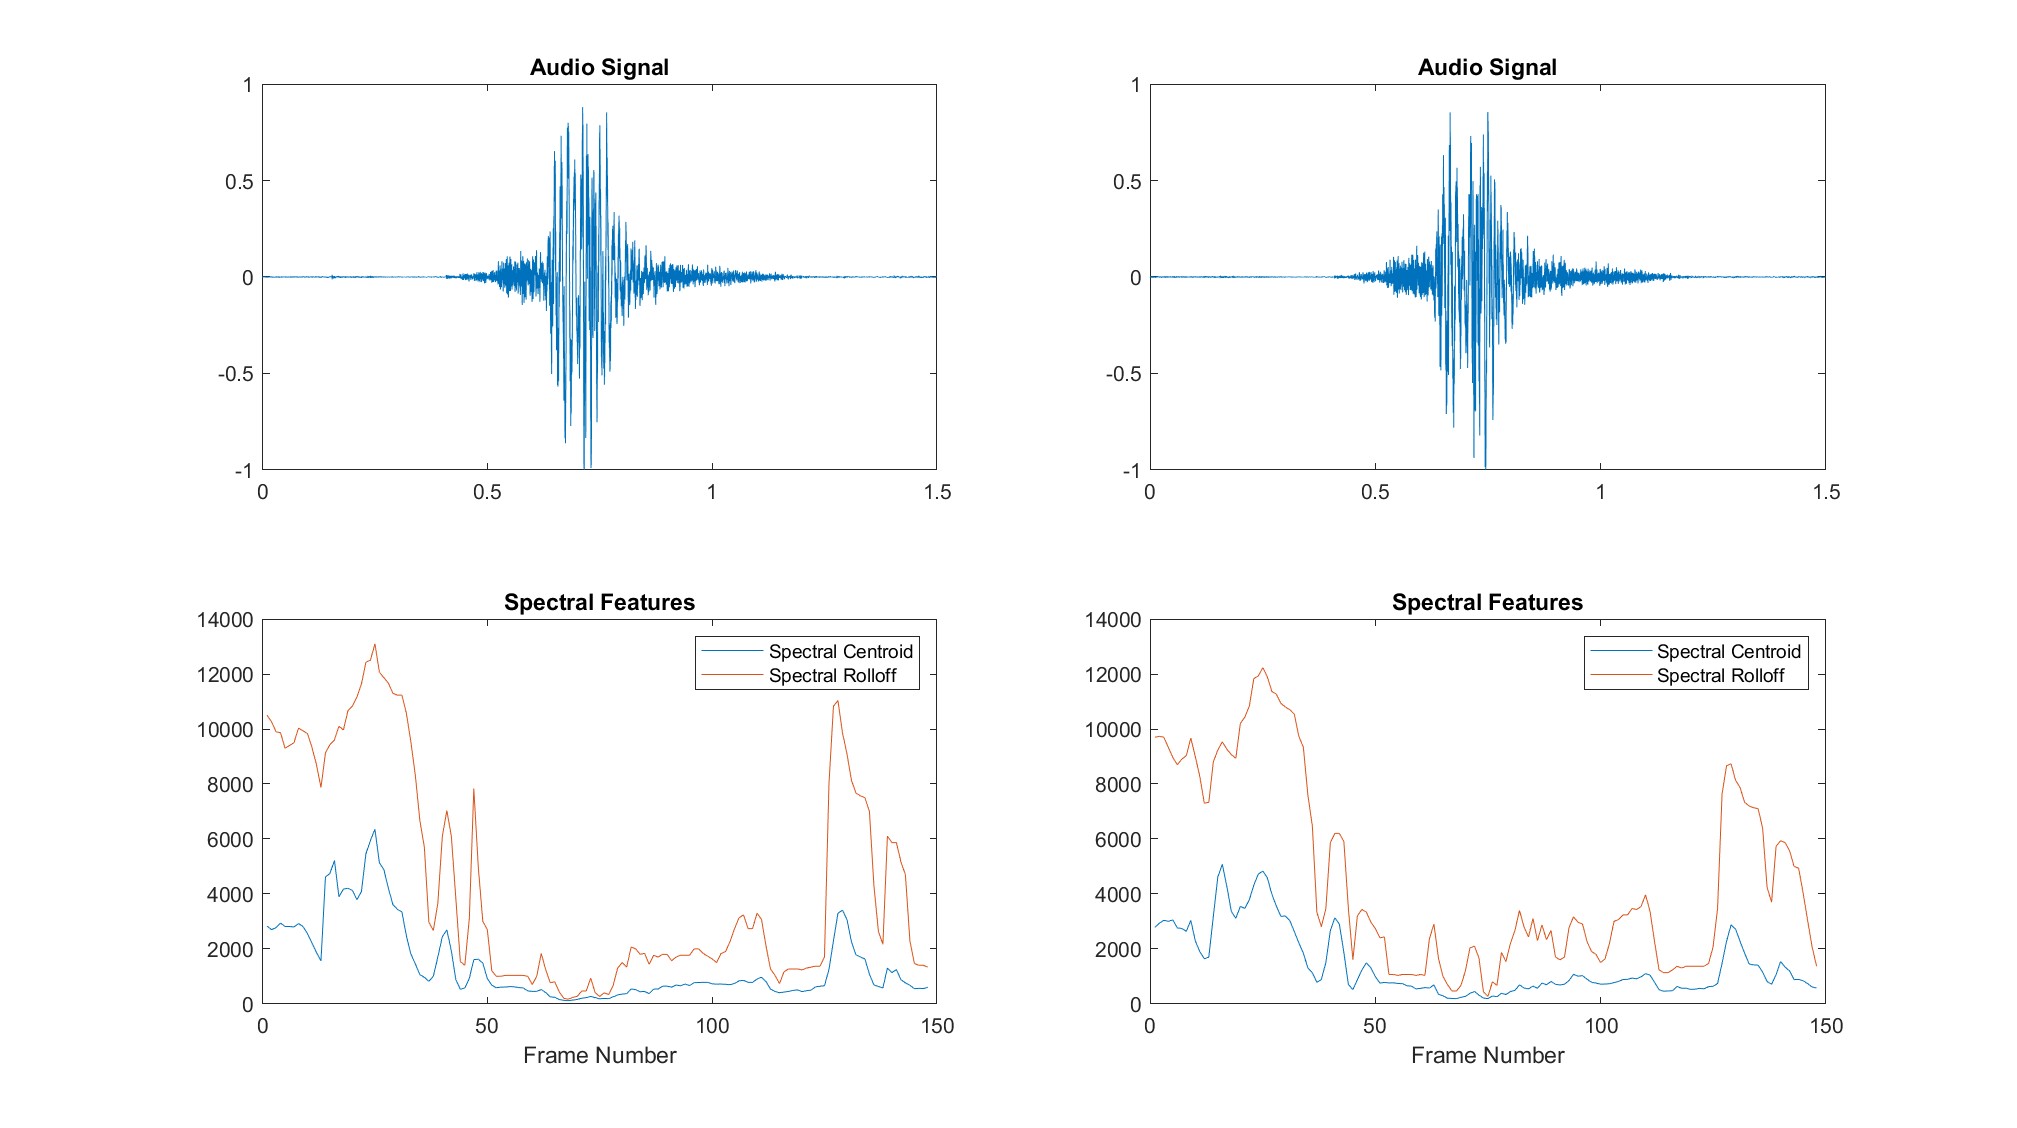 Audio Signal
1
0.5
0
-0.5
-1
0 0.5 1 1.5
Audio Signal
1
0.5
0
-0.5
-1
0 0.5 1 1.5
Spectral Features
14000
12000
10000
8000
6000
4000
2000
0
Spectral Centroid
Spectral Rolloff
0 50 100 150
Frame Number
Spectral Features
14000
12000
10000
8000
6000
4000
2000
0
Spectral Centroid
Spectral Rolloff
0 50 100 150
Frame Number